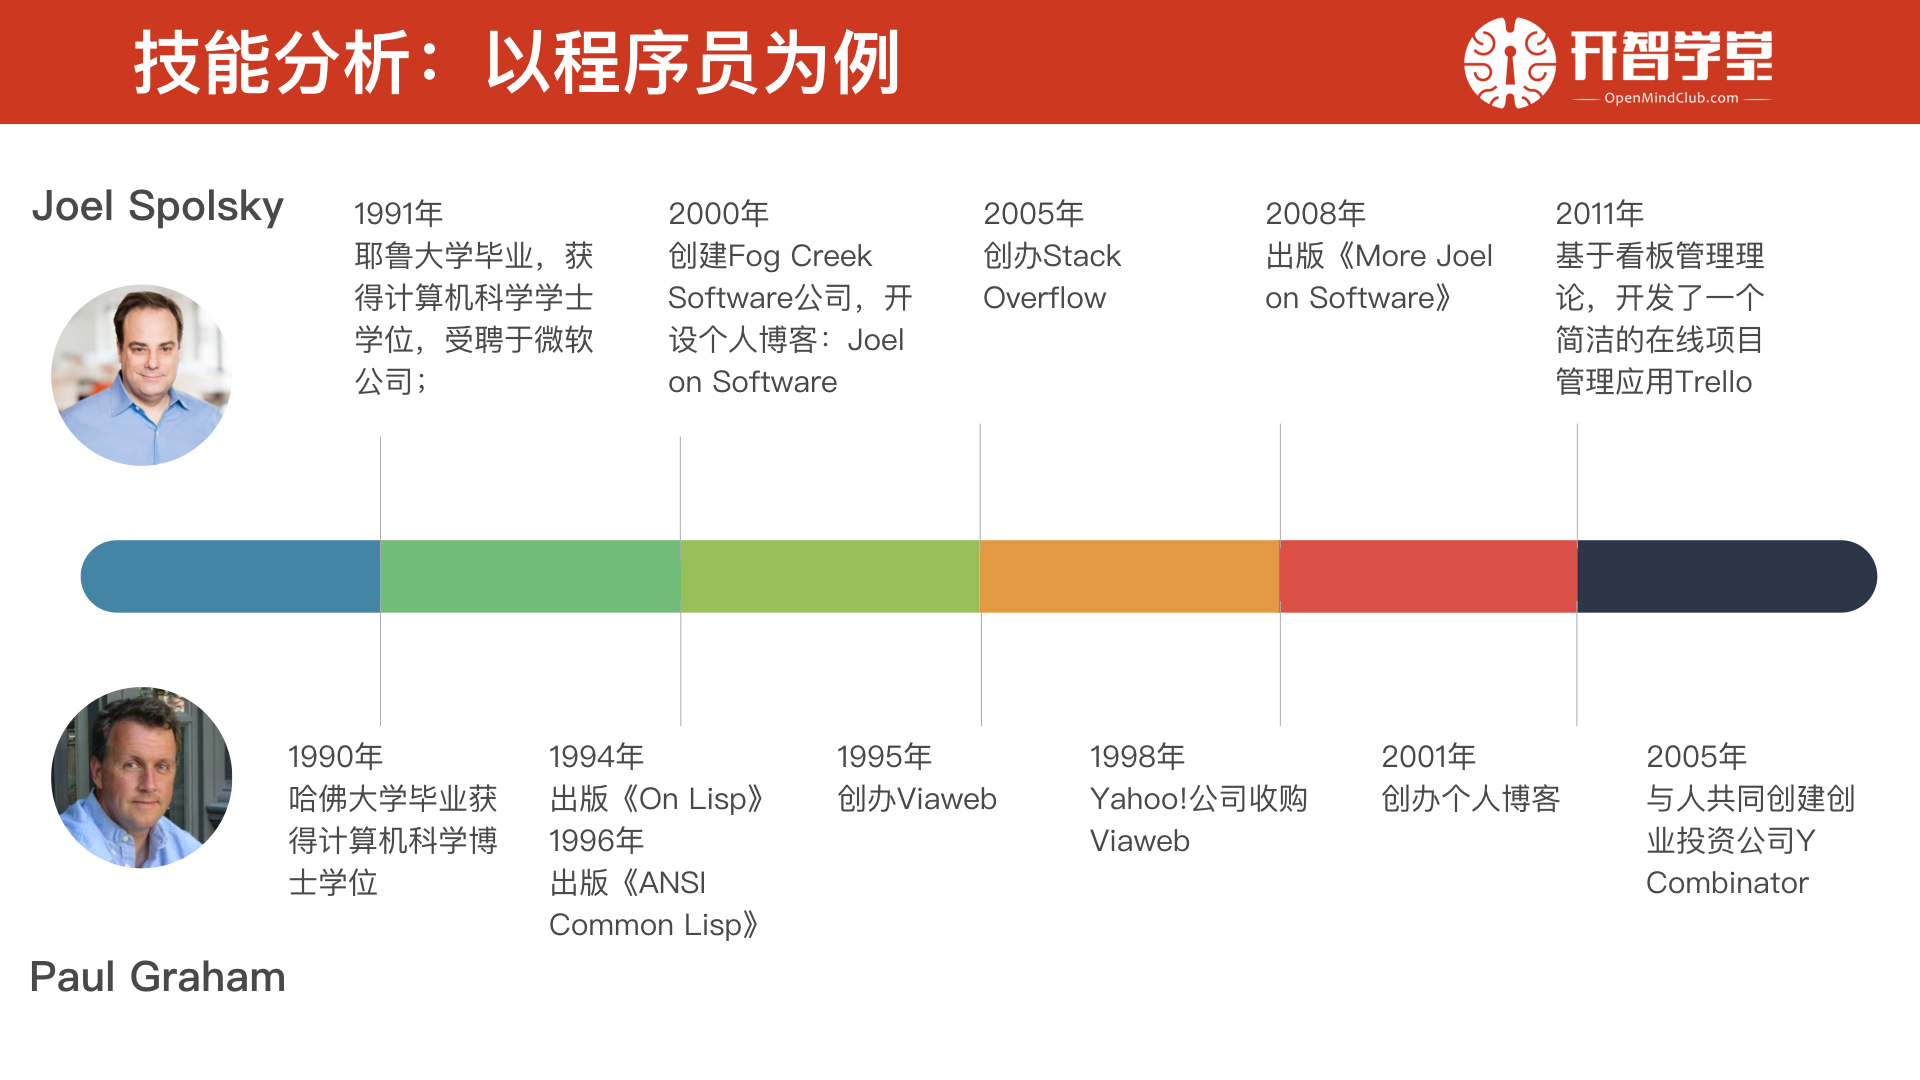 技能分析：以程序员为例
开智学堂
OpenMindClub.com
Joel Spolsky
1991年
耶鲁大学毕业，获
得计算机科学学士
学位，受聘于微软
公司；
2000年
创建Fog Creek
Software公司，开
设个人博客：Joel
on Software
2005年
创办Stack
Overflow
2008年
出版《More Joel
on Software》
2011年
基于看板管理理
论，开发了一个
简洁的在线项目
管理应用Trello
1990年
哈佛大学毕业获
得计算机科学博
士学位
1994年
出版《On Lisp》
1996年
出版《ANSI
Common Lisp》
1995年
创办Viaweb
1998年
Yahoo!公司收购
Viaweb
2001年
创办个人博客
2005年
与人共同创建创
业投资公司Y
Combinator
Paul Graham